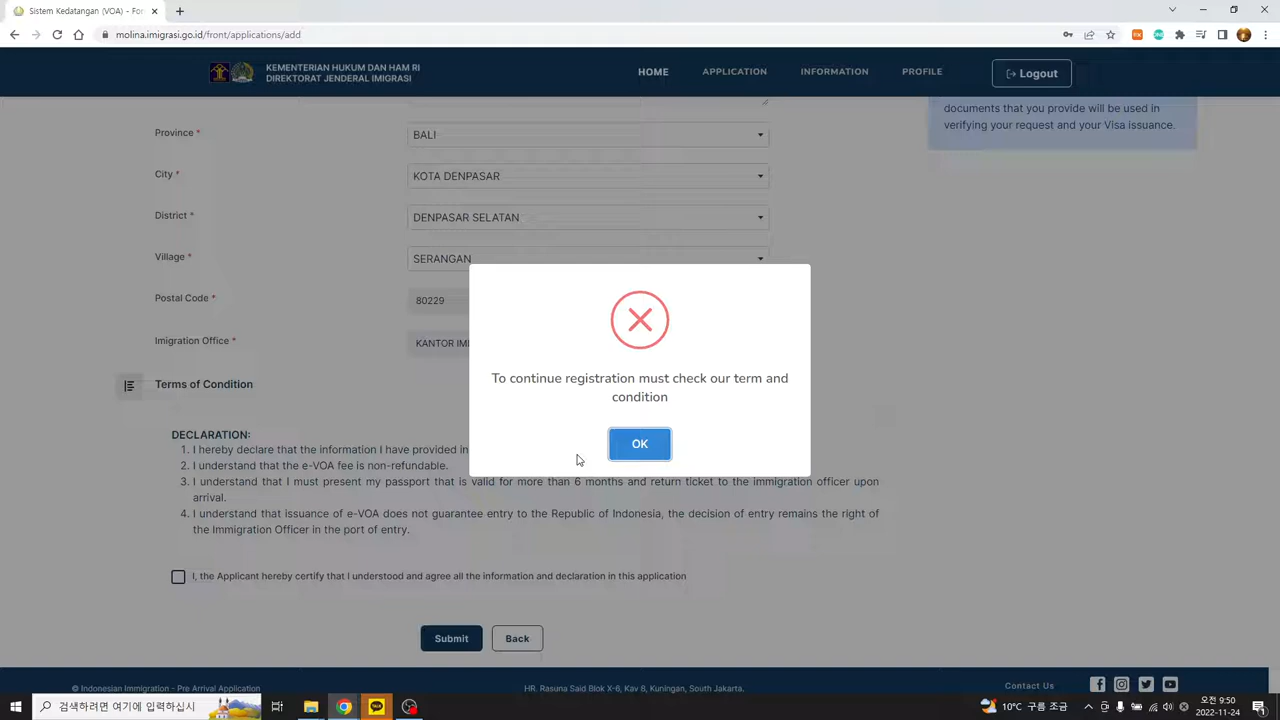 Sistem Kedatangan (VOA) - Fo
molina.imigrasi.go.id/front/applications/add
KEMENTERIAN HUKUM DAN HAM RI
DIREKTORAT JENDERAL IMIGRASI
HOME
APPLICATION
INFORMATION
PROFILE
Logout
documents that you provide will be used in
verifying your request and your Visa issuance.
Province *
BALI
City *
KOTA DENPASAR
District *
DENPASAR SELATAN
Village *
SERANGAN
Postal Code *
80229
Imigration Office *
KANTOR IM
To continue registration must check our term and
condition
OK
Terms of Condition
DECLARATION:
1. I hereby declare that the information I have provided in
2. I understand that the e-VOA fee is non-refundable.
3. I understand that I must present my passport that is valid for more than 6 months and return ticket to the immigration officer upon
arrival.
4. I understand that issuance of e-VOA does not guarantee entry to the Republic of Indonesia, the decision of entry remains the right of
the Immigration Officer in the port of entry.
I, the Applicant hereby certify that I understood and agree all the information and declaration in this application
Submit
Back
© Indonesian Immigration - Pre Arrival Application
HR. Rasuna Said Blok X-6, Kav 8, Kuningan, South Jakarta.
Contact Us
검색하려면 여기에 입력하십시
TALK
10°C 구름 조금
오전 9:50
2022-11-24